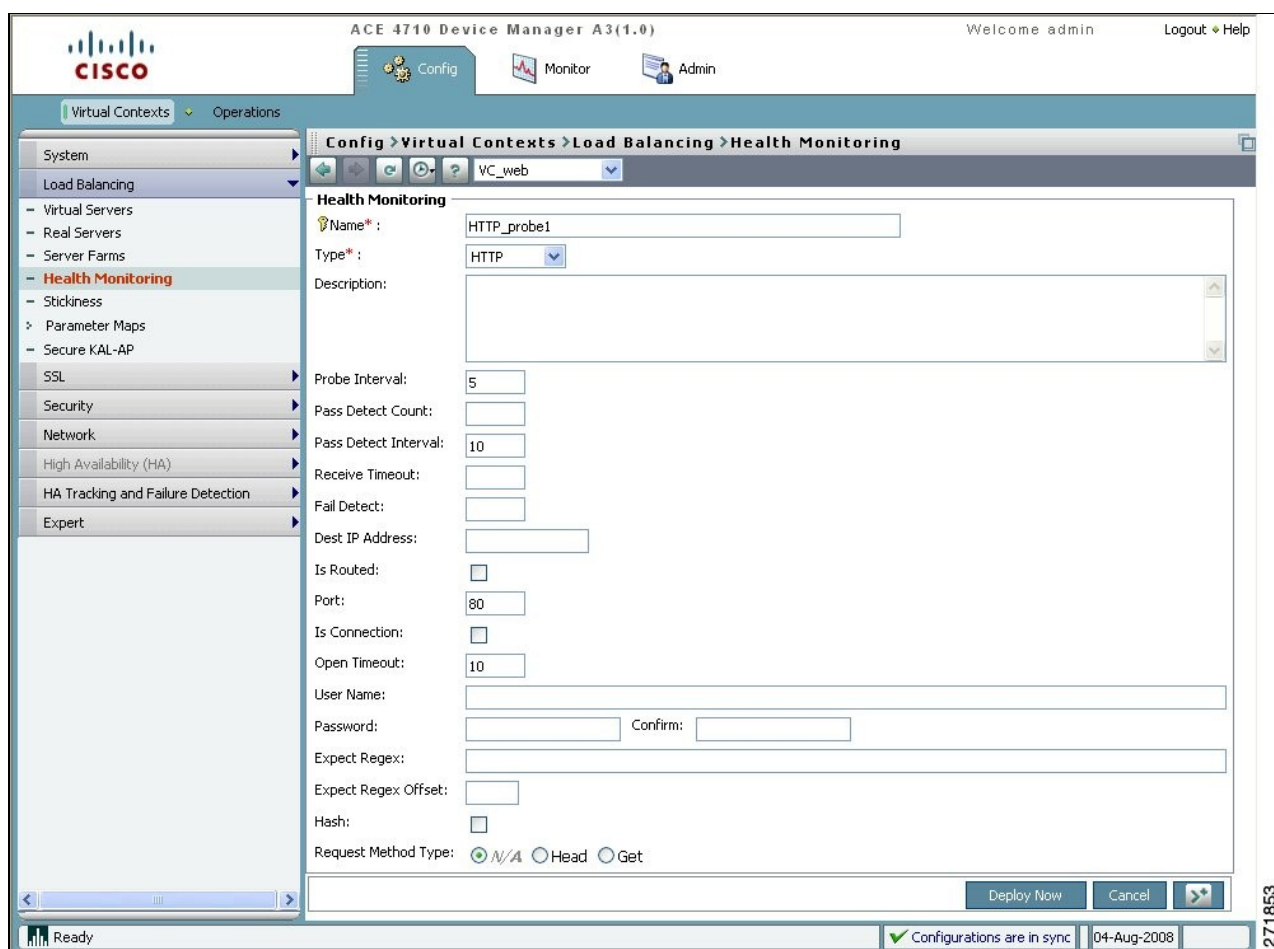 ACE 4710 Device Manager A3(1.0)
Welcome admin
Logout Help
CISCO
Config
Monitor
Admin
Virtual Contexts
Operations
Config > Virtual Contexts > Load Balancing > Health Monitoring
VC_web
System
Load Balancing
Virtual Servers
Real Servers
Server Farms
Health Monitoring
Stickiness
Parameter Maps
Secure KAL-AP
SSL
Security
Network
High Availability (HA)
HA Tracking and Failure Detection
Expert
Health Monitoring
Name* : HTTP_probe1
Type* : HTTP
Description:
Probe Interval: 5
Pass Detect Count:
Pass Detect Interval: 10
Receive Timeout:
Fail Detect:
Dest IP Address:
Is Routed:
Port: 80
Is Connection:
Open Timeout: 10
User Name:
Password: Confirm:
Expect Regex:
Expect Regex Offset:
Hash:
Request Method Type: N/A Head Get
Deploy Now Cancel
Ready
Configurations are in sync 04-Aug-2008
271853